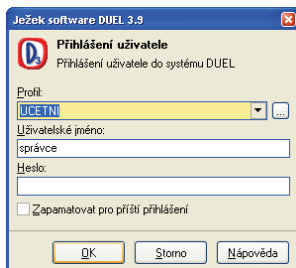 Ježek software DUEL 3.9
D3
Přihlášení uživatele
Přihlášení uživatele do systému DUEL
Profil:
UCETNI
...
Uživatelské jméno:
správce
Heslo:
Zapamatovat pro příští přihlášení
OK
Storno
Nápověda